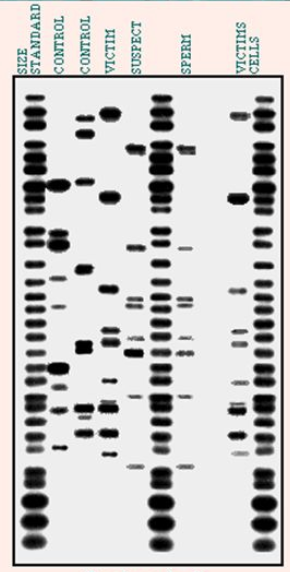 SIZE
STANDARD
CONTROL
CONTROL
VICTIM
SUSPECT
SPERM
VICTIMS
CELLS